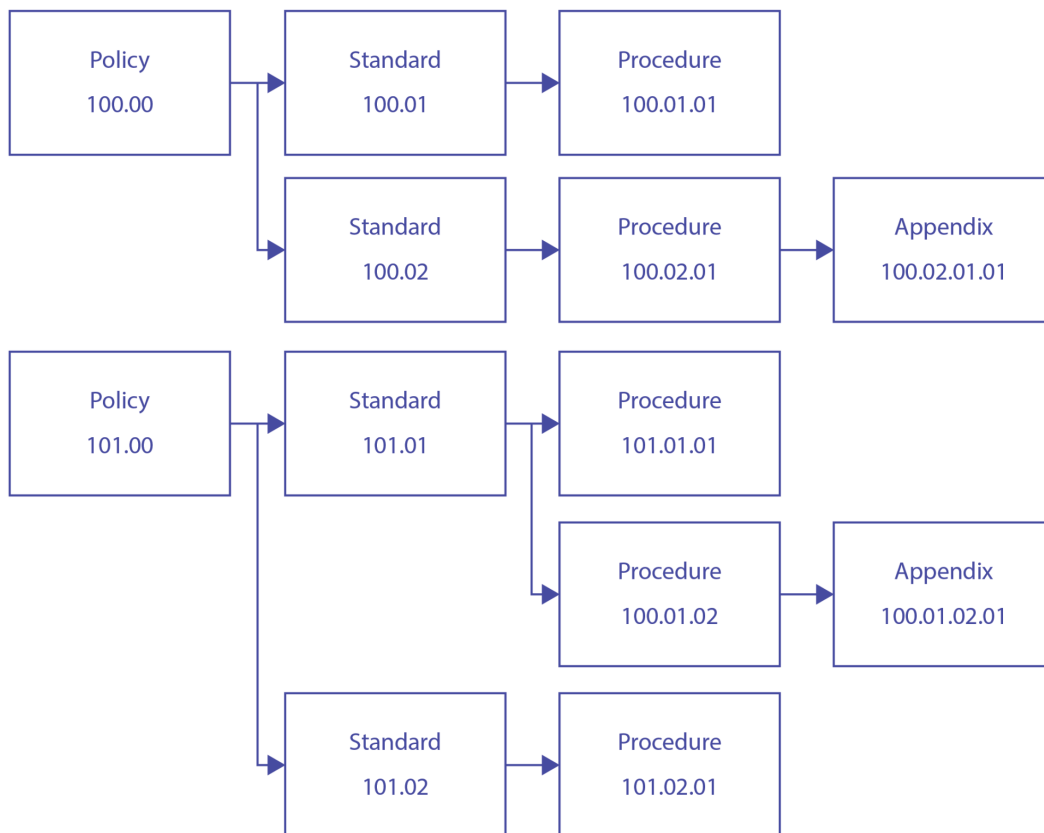 Policy
100.00
Standard
100.01
Procedure
100.01.01
Standard
100.02
Procedure
100.02.01
Appendix
100.02.01.01
Policy
101.00
Standard
101.01
Procedure
101.01.01
Procedure
100.01.02
Appendix
100.01.02.01
Standard
101.02
Procedure
101.02.01